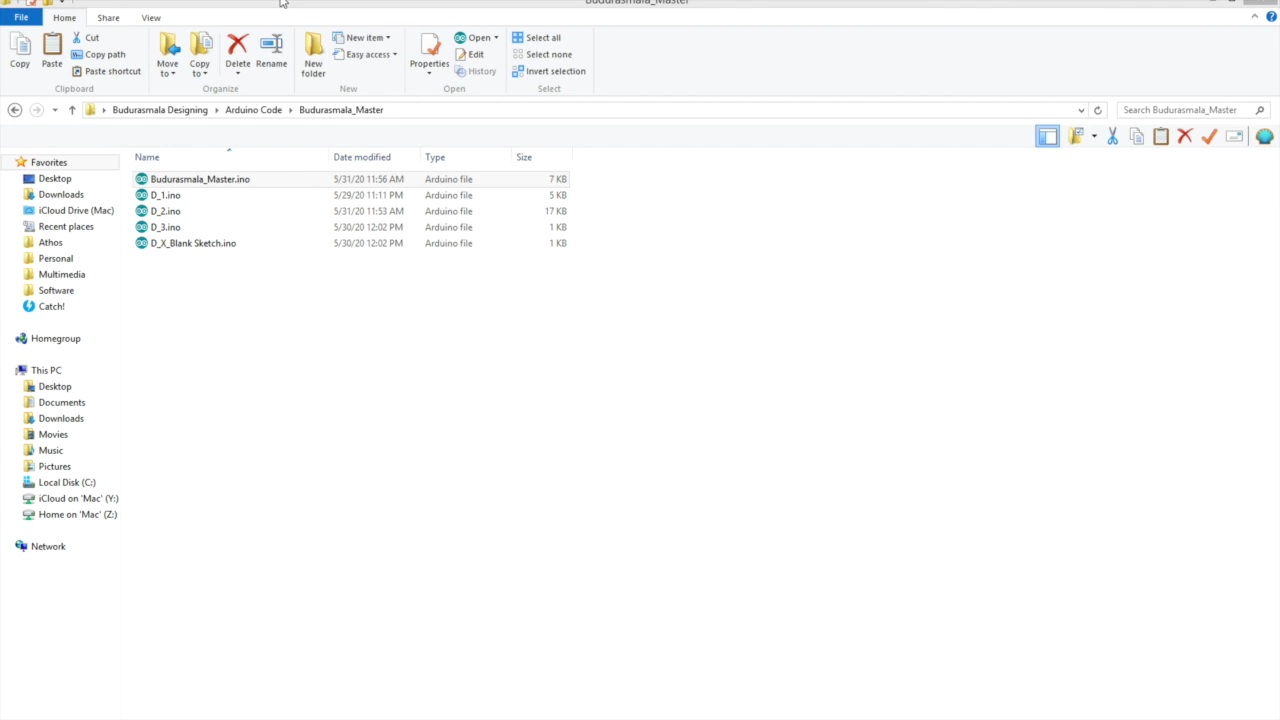 Budurasmala_Master
File Home Share View
Copy Paste Cut Copy path Paste shortcut Move to Copy to Delete Rename New folder New item Easy access Properties Open Edit History Select all Select none Invert selection
Clipboard Organize New Open Select
Budurasmala Designing Arduino Code Budurasmala_Master Search Budurasmala_Master
Name Date modified Type Size
Budurasmala_Master.ino 5/31/20 11:56 AM Arduino file 7 KB
D_1.ino 5/29/20 11:11 PM Arduino file 5 KB
D_2.ino 5/31/20 11:53 AM Arduino file 17 KB
D_3.ino 5/30/20 12:02 PM Arduino file 1 KB
D_X_Blank Sketch.ino 5/30/20 12:02 PM Arduino file 1 KB
Favorites
Desktop
Downloads
iCloud Drive (Mac)
Recent places
Athos
Personal
Multimedia
Software
Catch!
Homegroup
This PC
Desktop
Documents
Downloads
Movies
Music
Pictures
Local Disk (C:)
iCloud on 'Mac' (Y:)
Home on 'Mac' (Z:)
Network